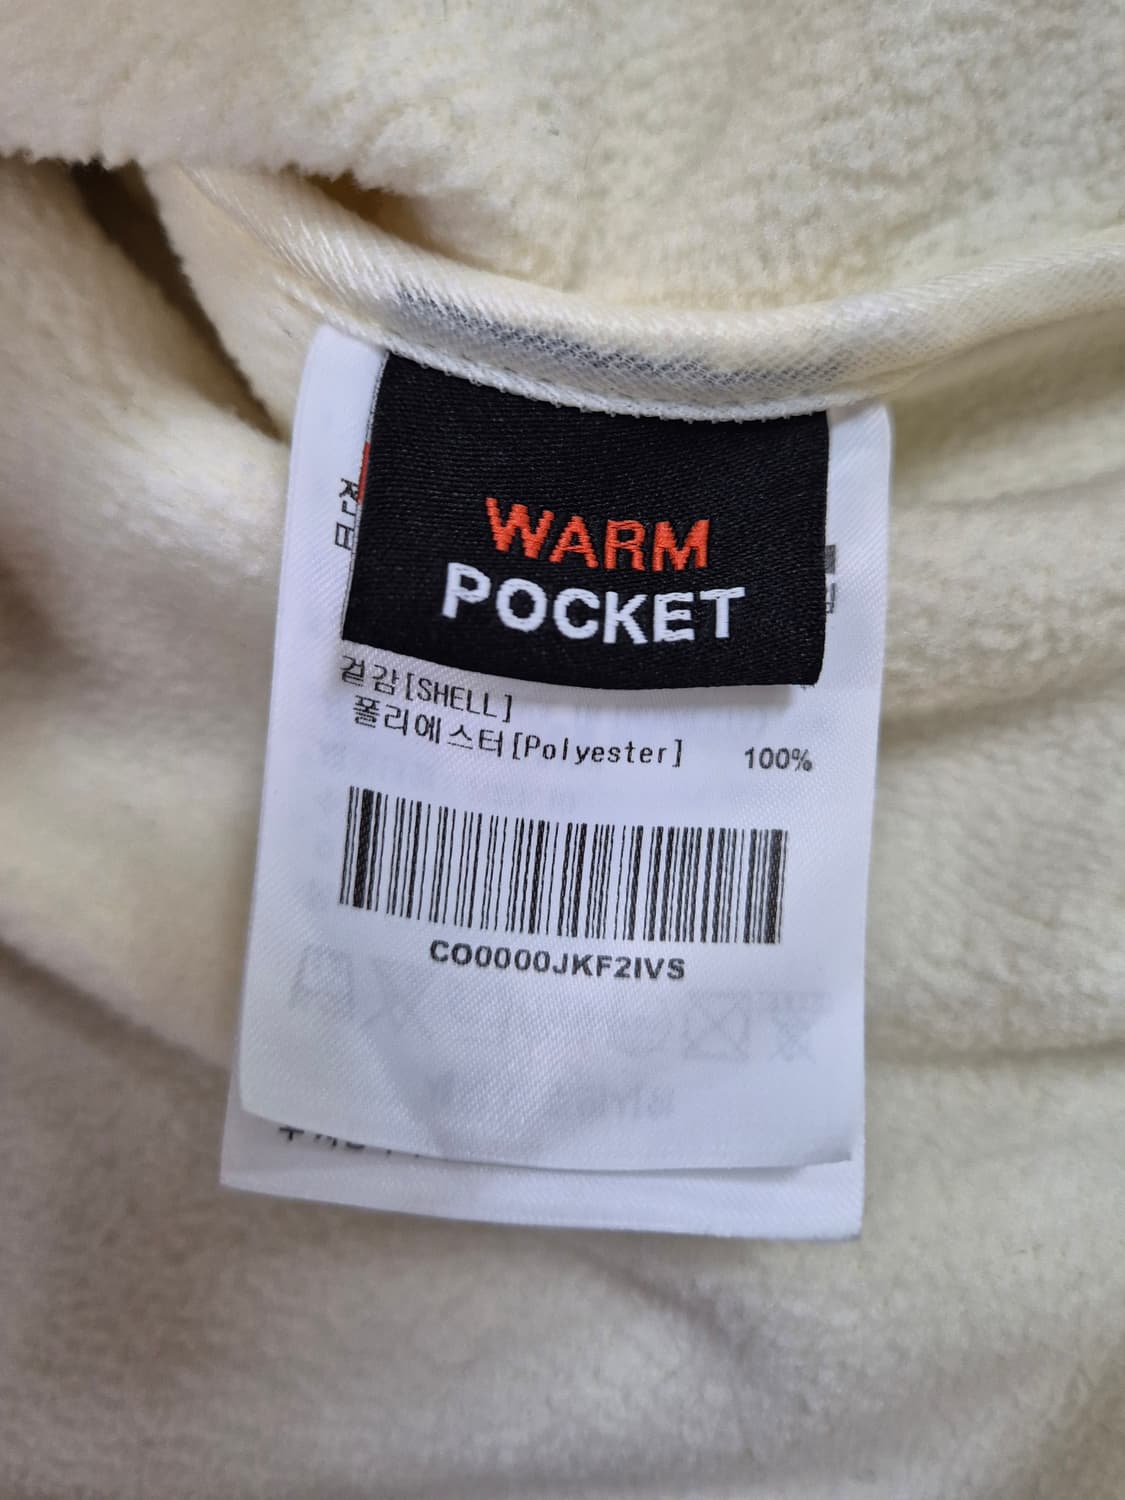 WARM
POCKET
겉감[SHELL]
폴리에스터[Polyester] 100%
CO0000JKF2IVS